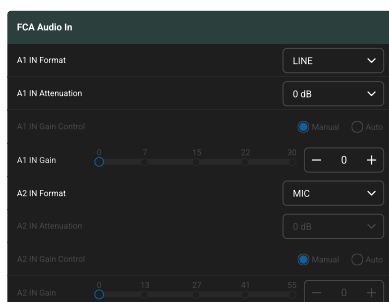 FCA Audio In
A1 IN Format LINE
A1 IN Attenuation 0 dB
A1 IN Gain Control Manual Auto
0 7 15 22 30
A1 IN Gain — 0 +
A2 IN Format MIC
A2 IN Attenuation 0 dB
A2 IN Gain Control Manual Auto
0 13 27 41 55
A2 IN Gain — 0 +